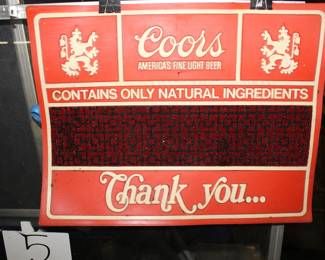 Coors
AMERICA'S FINE LIGHT BEER
CONTAINS ONLY NATURAL INGREDIENTS
Thank you...
5